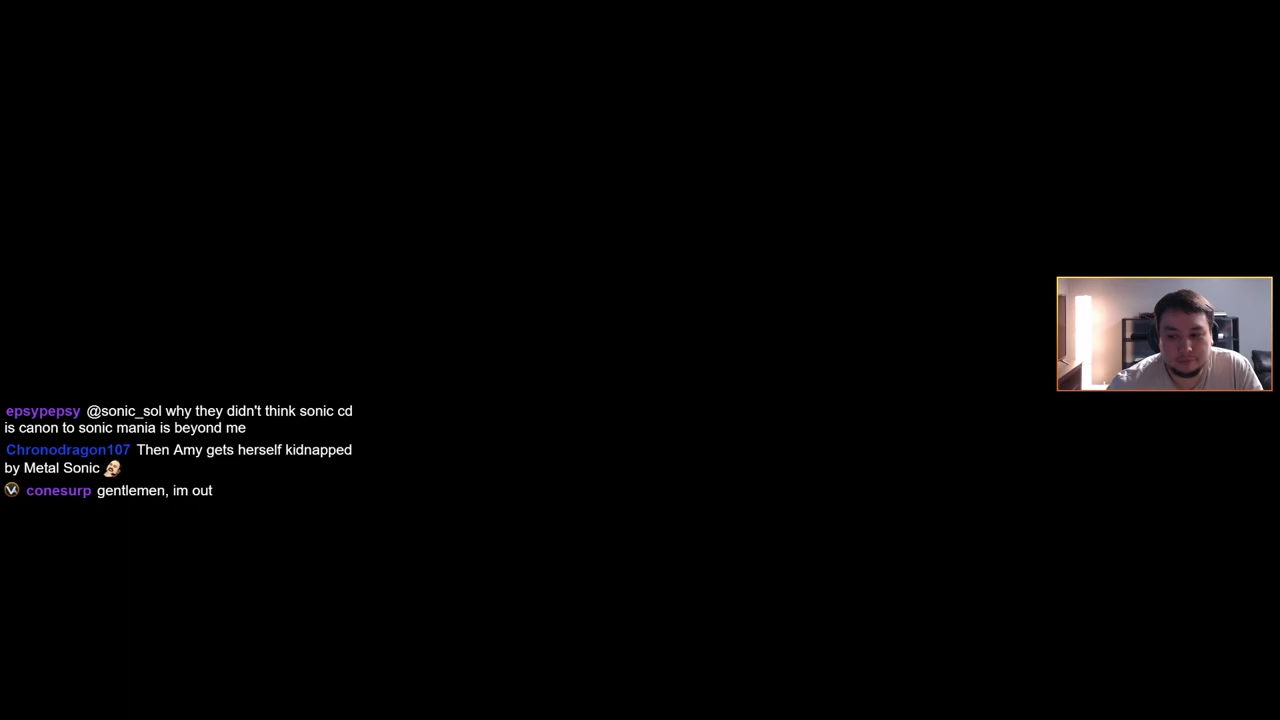 epsypepsy @sonic_sol why they didn't think sonic cd
is canon to sonic mania is beyond me
Chronodragon107 Then Amy gets herself kidnapped
by Metal Sonic
conesurp gentlemen, im out